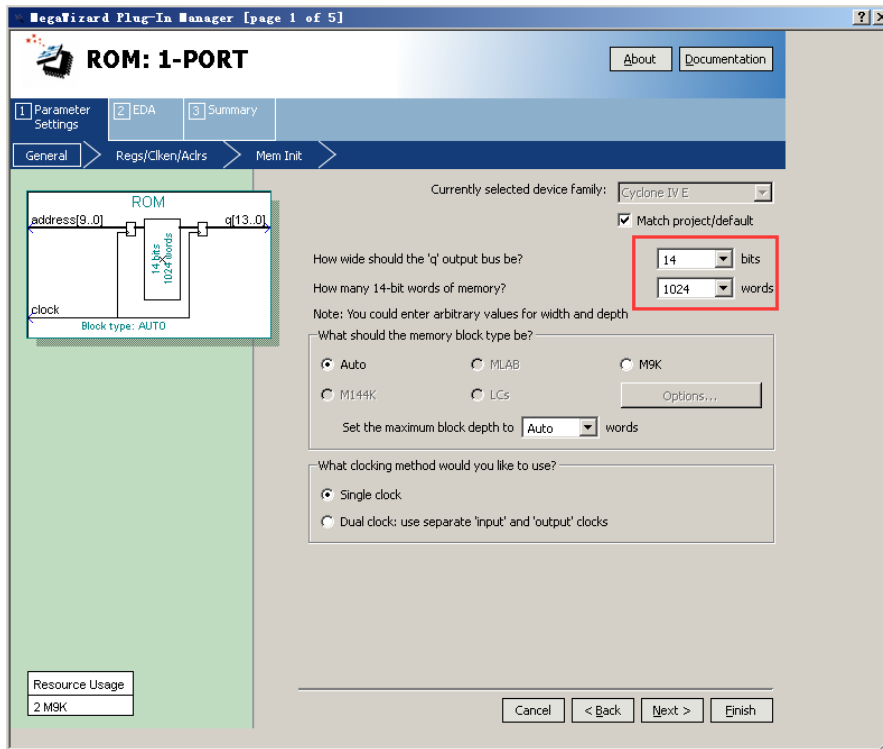 MegaWizard Plug-In Manager [page 1 of 5]
ROM: 1-PORT
About
Documentation
1 Parameter Settings
2 EDA
3 Summary
General
Regs/Clken/Aclrs
Mem Init
Currently selected device family:
Cyclone IV E
Match project/default
ROM
address[9..0]
q[13..0]
14 bits
1024 words
clock
Block type: AUTO
How wide should the 'q' output bus be?
14
bits
How many 14-bit words of memory?
1024
words
Note: You could enter arbitrary values for width and depth
What should the memory block type be?
Auto
MLAB
M9K
M144K
LCs
Options...
Set the maximum block depth to
Auto
words
What clocking method would you like to use?
Single clock
Dual clock: use separate 'input' and 'output' clocks
Resource Usage
2 M9K
Cancel
< Back
Next >
Finish